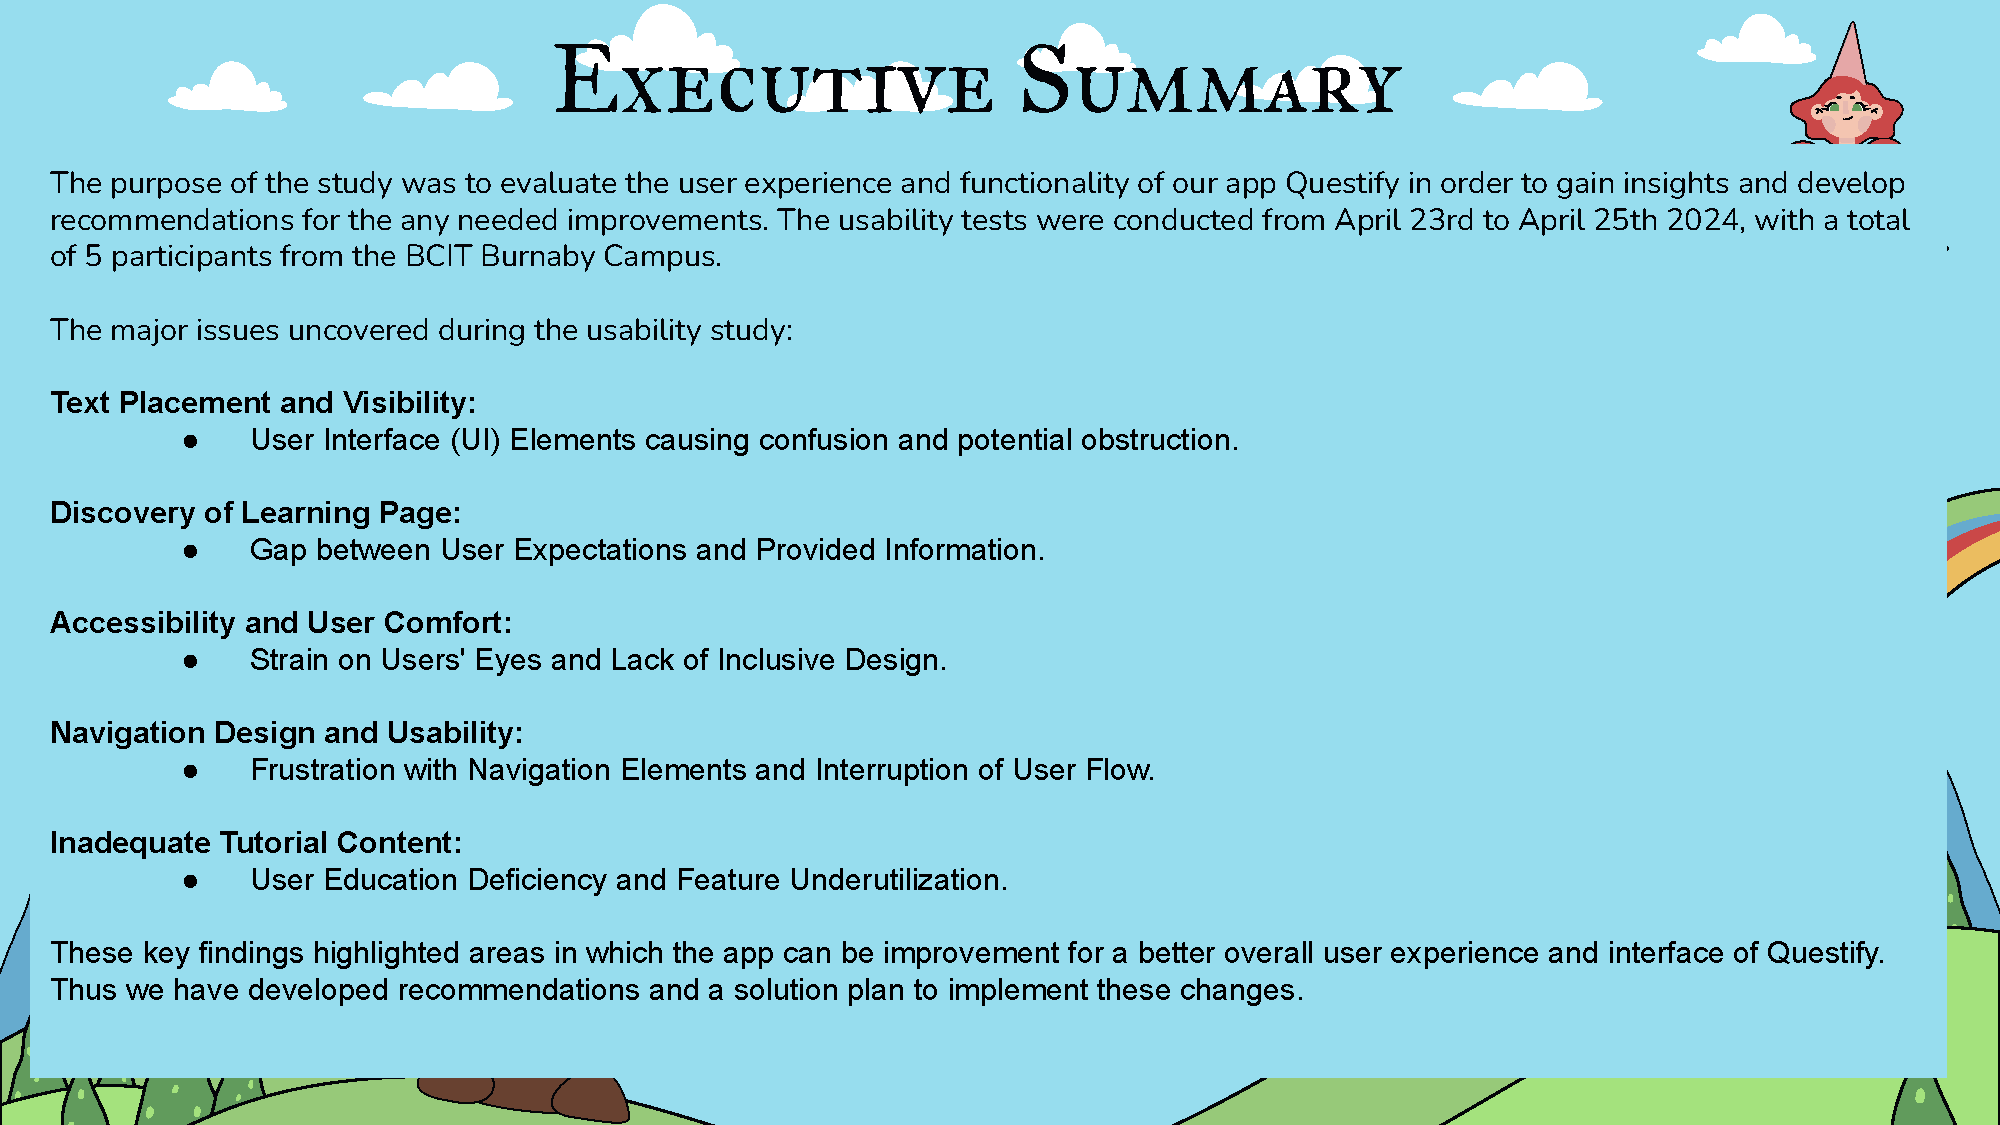 Executive Summary
The purpose of the study was to evaluate the user experience and functionality of our app Questify in order to gain insights and develop
recommendations for the any needed improvements. The usability tests were conducted from April 23rd to April 25th 2024, with a total
of 5 participants from the BCIT Burnaby Campus.
The major issues uncovered during the usability study:
Text Placement and Visibility:
● User Interface (UI) Elements causing confusion and potential obstruction.
Discovery of Learning Page:
● Gap between User Expectations and Provided Information.
Accessibility and User Comfort:
● Strain on Users' Eyes and Lack of Inclusive Design.
Navigation Design and Usability:
● Frustration with Navigation Elements and Interruption of User Flow.
Inadequate Tutorial Content:
● User Education Deficiency and Feature Underutilization.
These key findings highlighted areas in which the app can be improvement for a better overall user experience and interface of Questify.
Thus we have developed recommendations and a solution plan to implement these changes.